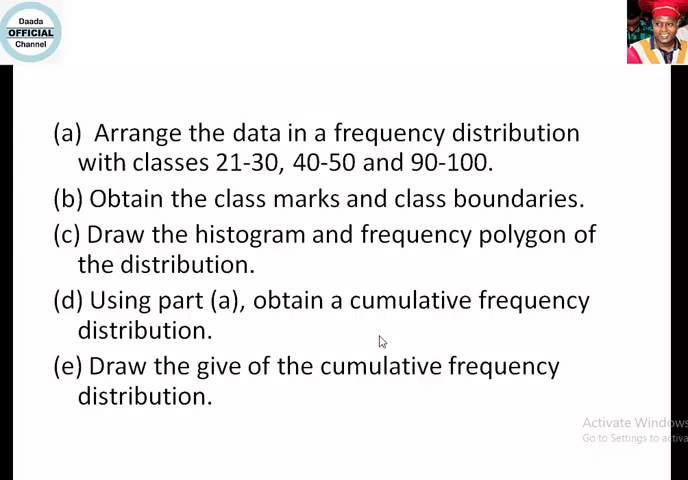 Daada
OFFICIAL
Channel
(a) Arrange the data in a frequency distribution
with classes 21-30, 40-50 and 90-100.
(b) Obtain the class marks and class boundaries.
(c) Draw the histogram and frequency polygon of
the distribution.
(d) Using part (a), obtain a cumulative frequency
distribution.
(e) Draw the give of the cumulative frequency
distribution.
Activate Windows
Go to Settings to activa